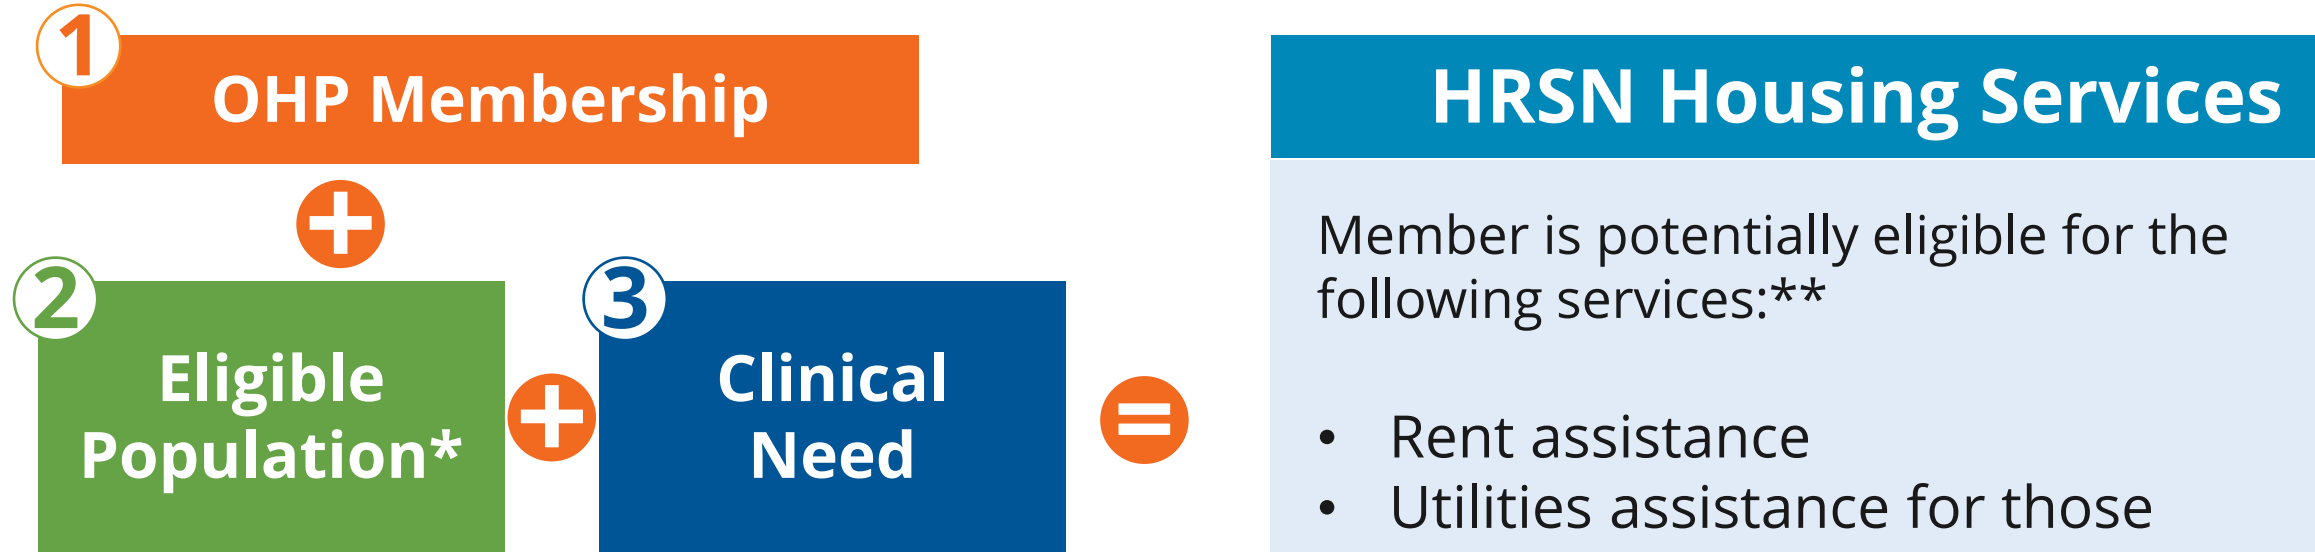 1
OHP Membership
+
2
Eligible
Population*
+
3
Clinical
Need
=
HRSN Housing Services
Member is potentially eligible for the
following services:**
• Rent assistance
• Utilities assistance for those